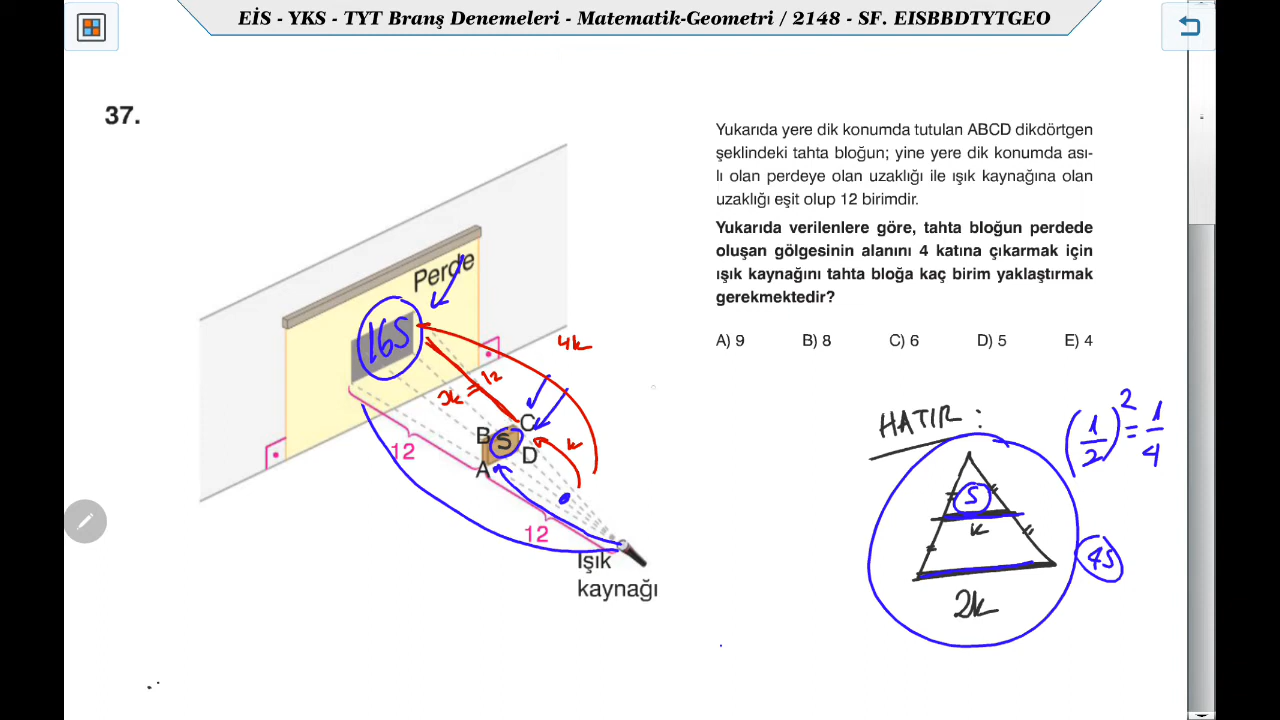 EİS - YKS - TYT Branş Denemeleri - Matematik-Geometri / 2148 - SF. EISBBDTYTGEO
37.
Yukarıda yere dik konumda tutulan ABCD dikdörtgen
şeklindeki tahta bloğun; yine yere dik konumda ası-
lı olan perdeye olan uzaklığı ile ışık kaynağına olan
uzaklığı eşit olup 12 birimdir.
Yukarıda verilenlere göre, tahta bloğun perdede
oluşan gölgesinin alanını 4 katına çıkarmak için
ışık kaynağını tahta bloğa kaç birim yaklaştırmak
gerekmektedir?
A) 9 B) 8 C) 6 D) 5 E) 4
Perde
16S
4k
3k = 12
k
B
C
S
D
A
12
12
Işık
kaynağı
HATIR :
(1/2)² = 1/4
S
k
4S
2k